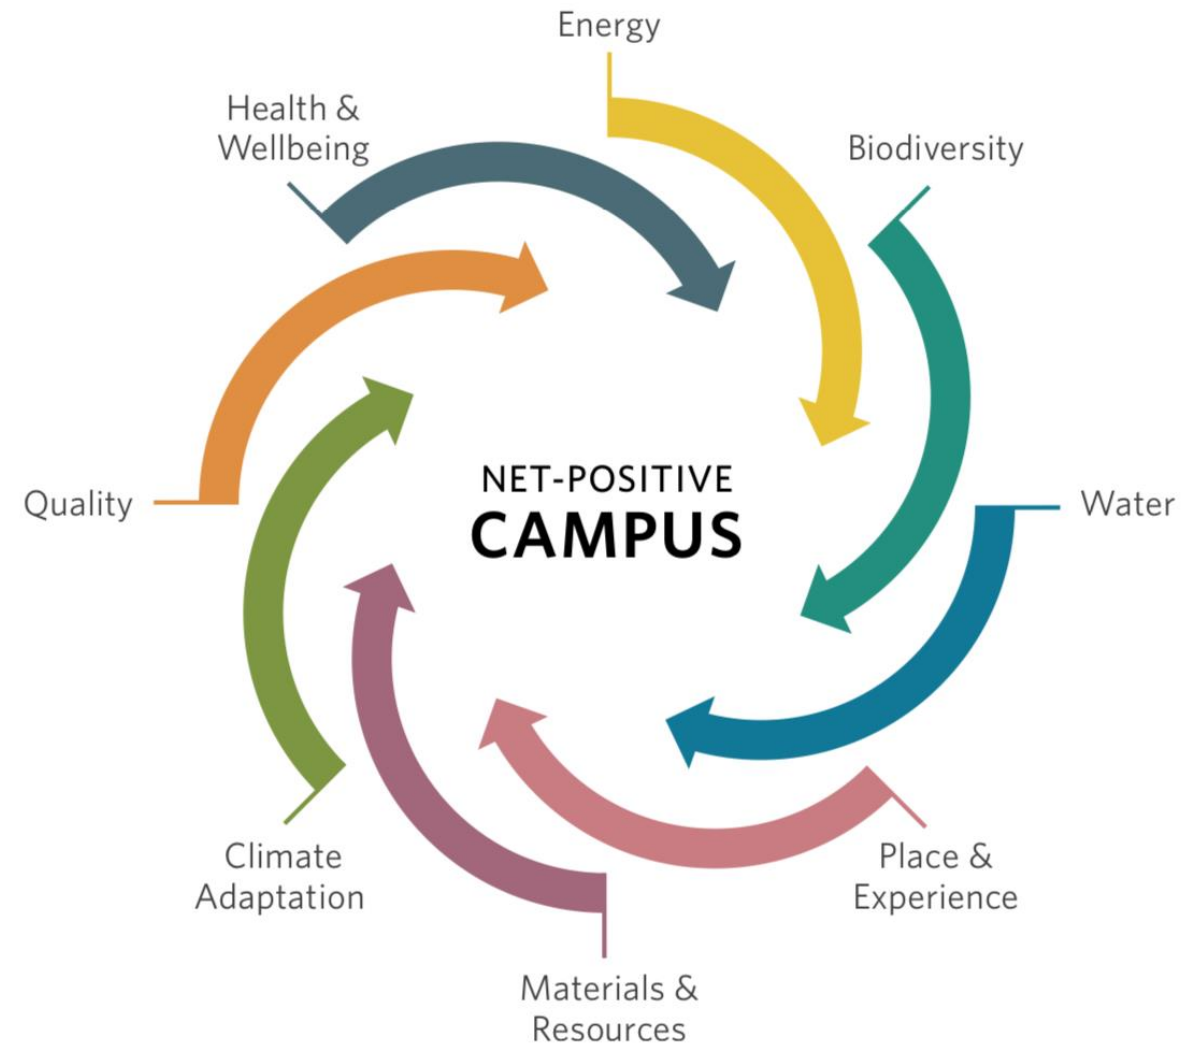 Energy
Health &
Wellbeing
Biodiversity
NET-POSITIVE
CAMPUS
Quality
Water
Climate
Adaptation
Place &
Experience
Materials &
Resources